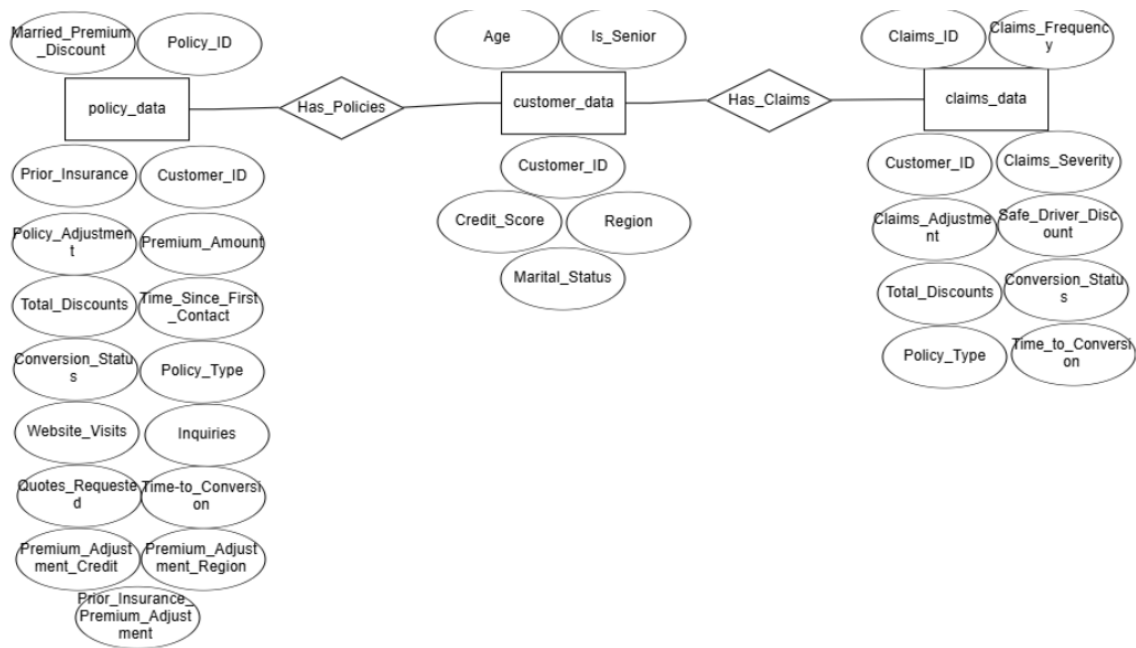 Married_Premium
_Discount
Policy_ID
policy_data
Prior_Insurance
Customer_ID
Policy_Adjustmen
t
Premium_Amount
Total_Discounts
Time_Since_First
_Contact
Conversion_Statu
s
Policy_Type
Website_Visits
Inquiries
Quotes_Requeste
d
Time-to_Conversi
on
Premium_Adjust
ment_Credit
Premium_Adjust
ment_Region
Prior_Insurance_
Premium_Adjust
ment
Has_Policies
Age
Is_Senior
customer_data
Customer_ID
Credit_Score
Region
Marital_Status
Has_Claims
Claims_ID
Claims_Frequenc
y
claims_data
Customer_ID
Claims_Severity
Claims_Adjustme
nt
Safe_Driver_Disc
ount
Total_Discounts
Conversion_Statu
s
Policy_Type
Time_to_Conver
sion